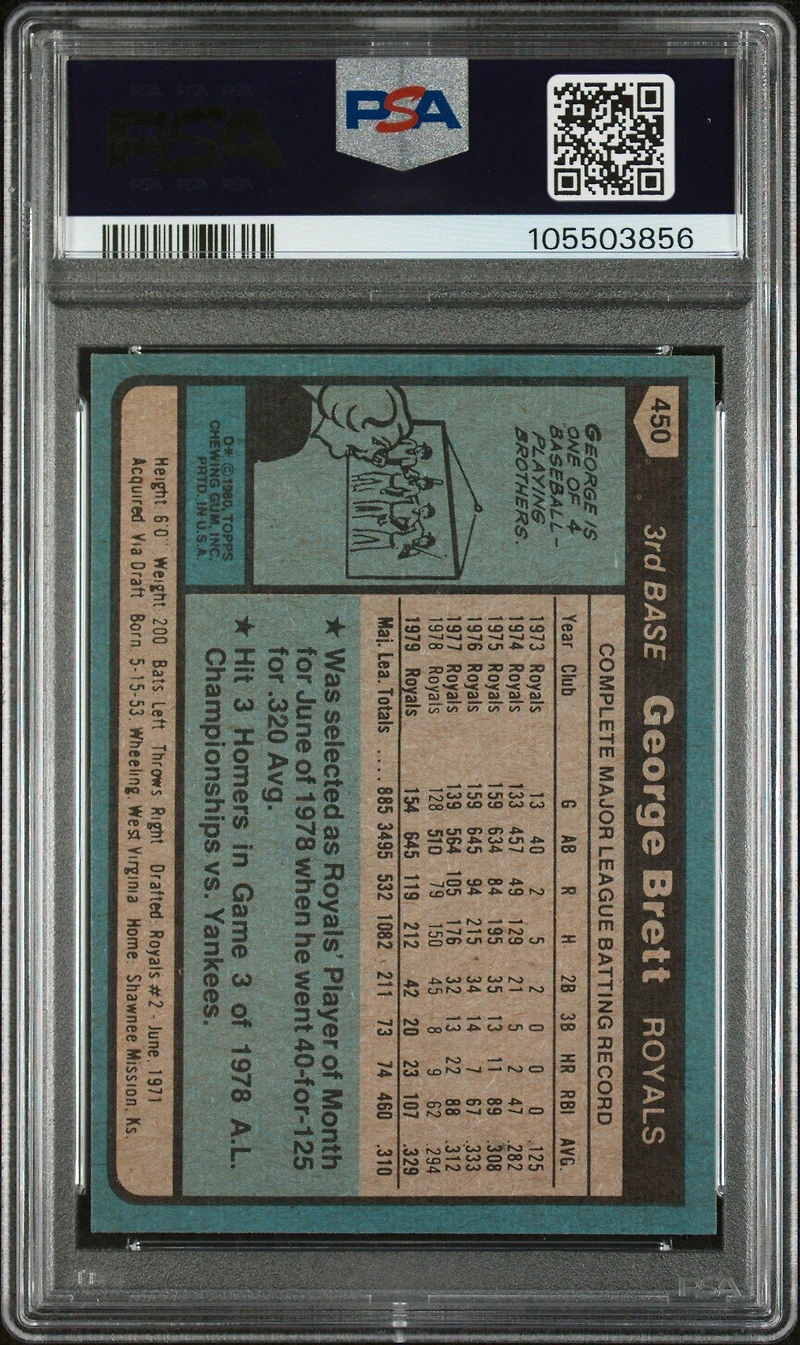 PSA
PSA PSA PSA
PSA
PSA PSA PSA
105503856
450 3rd BASE George Brett ROYALS
GEORGE IS
ONE OF 4
BASEBALL-
PLAYING
BROTHERS.
D* © 1980, TOPPS
CHEWING GUM, INC.
PRTD. IN U.S.A.
COMPLETE MAJOR LEAGUE BATTING RECORD
Year Club G AB R H 2B 3B HR RBI AVG.
1973 Royals 13 40 2 5 2 0 0 0 .125
1974 Royals 133 457 49 129 21 5 2 47 .282
1975 Royals 159 634 84 195 35 13 11 89 .308
1976 Royals 159 645 94 215 34 14 7 67 .333
1977 Royals 139 564 105 176 32 13 22 88 .312
1978 Royals 128 510 79 150 45 8 9 62 .294
1979 Royals 154 645 119 212 42 20 23 107 .329
Maj. Lea. Totals ..... 885 3495 532 1082 211 73 74 460 .310
★ Was selected as Royals' Player of Month
for June of 1978 when he went 40-for-125
for .320 Avg.
★ Hit 3 Homers in Game 3 of 1978 A.L.
Championships vs. Yankees.
Height 6'0" Weight 200 Bats Left Throws Right Drafted: Royals #2 - June, 1971
Acquired Via Draft Born 5-15-53 Wheeling, West Virginia Home: Shawnee Mission, Ks.
PSA